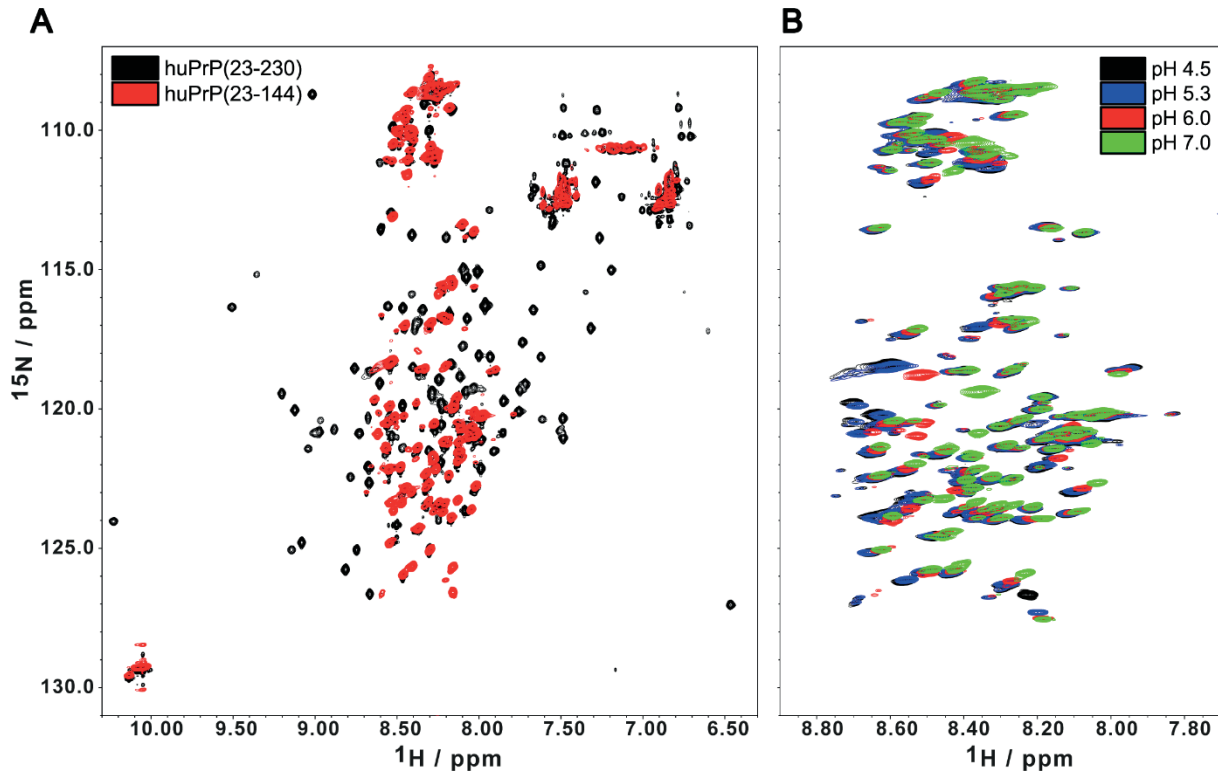 A
B
huPrP(23-230)
huPrP(23-144)
pH 4.5
pH 5.3
pH 6.0
pH 7.0
110.0
115.0
120.0
125.0
130.0
15N / ppm
10.00 9.50 9.00 8.50 8.00 7.50 7.00 6.50
8.80 8.60 8.40 8.20 8.00 7.80
1H / ppm
1H / ppm